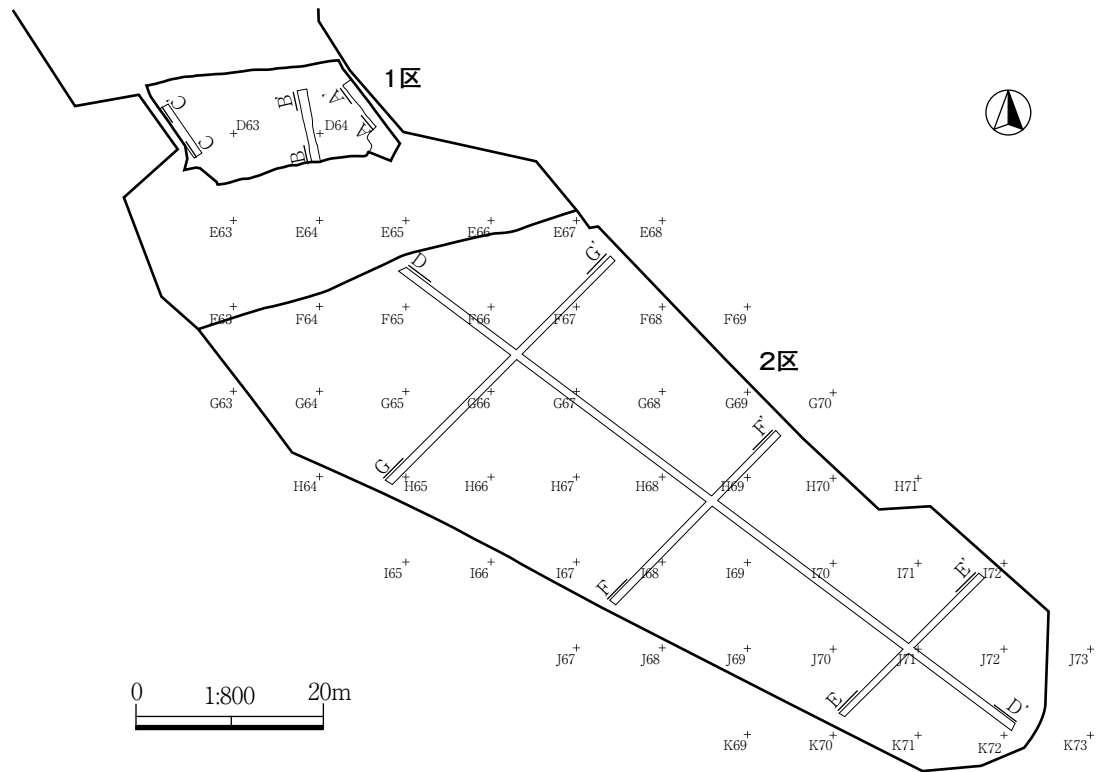 1区
C'
C
D63
B'
B
D64
A'
A
E63
E64
E65
E66
E67
E68
D
G'
F63
F64
F65
F66
F67
F68
F69
2区
G63
G64
G65
G66
G67
G68
G69
G70
F'
G
H64
H65
H66
H67
H68
H69
H70
H71
I65
I66
I67
I68
I69
I70
I71
I72
E'
F
J67
J68
J69
J70
J71
J72
J73
E
D'
0 1:800 20m
K69
K70
K71
K72
K73